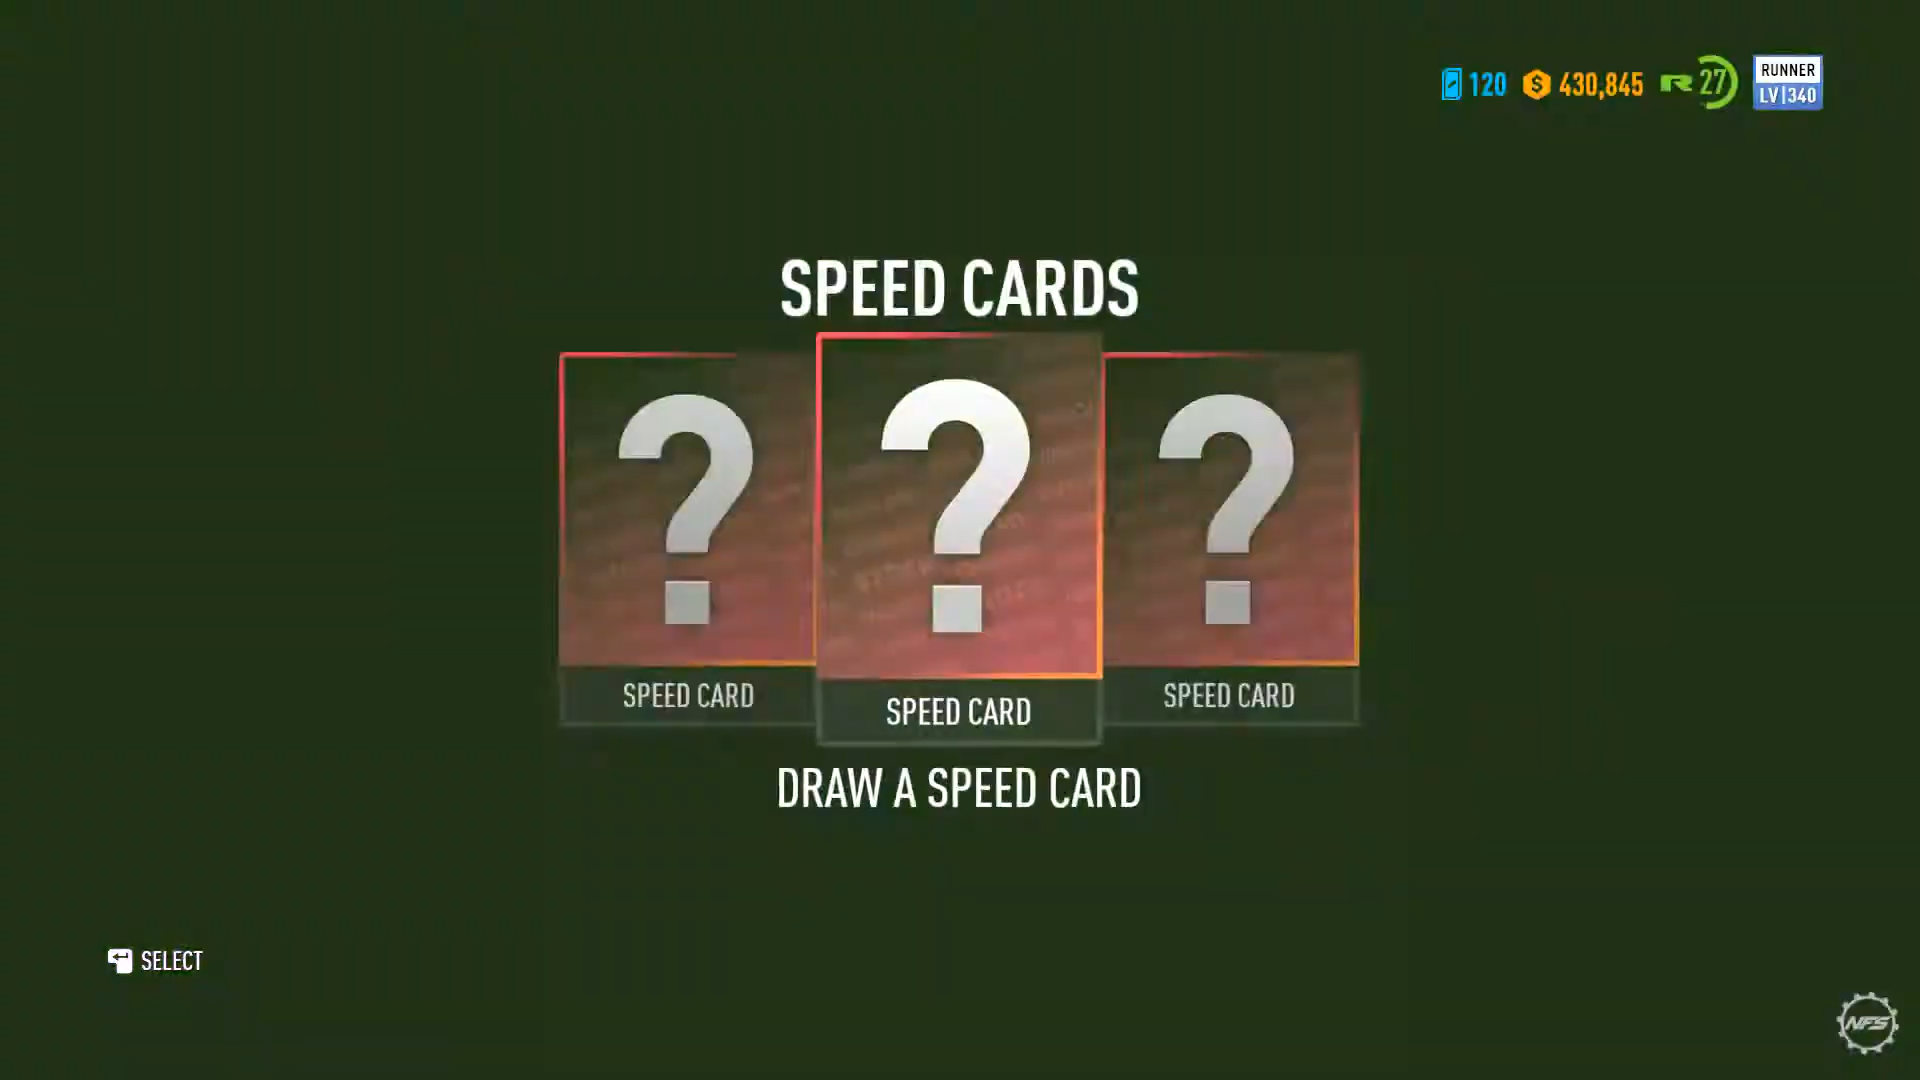 120 430,845 R 27 RUNNER
LV|340
SPEED CARDS
? ? ?
SPEED CARD SPEED CARD SPEED CARD
DRAW A SPEED CARD
SELECT
NFS